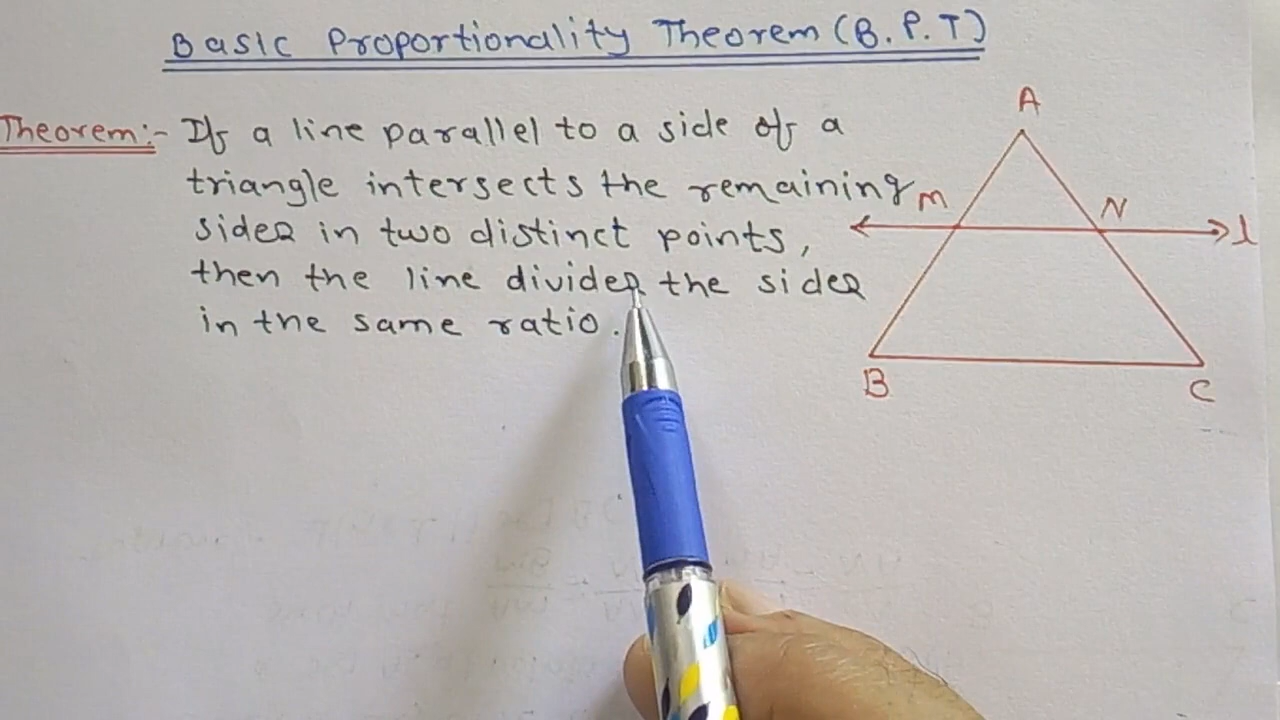 Basic Proportionality Theorem (B.P.T)
Theorem:- If a line parallel to a side of a
triangle intersects the remaining
sides in two distinct points,
then the line divides the sides
in the same ratio.
A
M
N
l
B
C